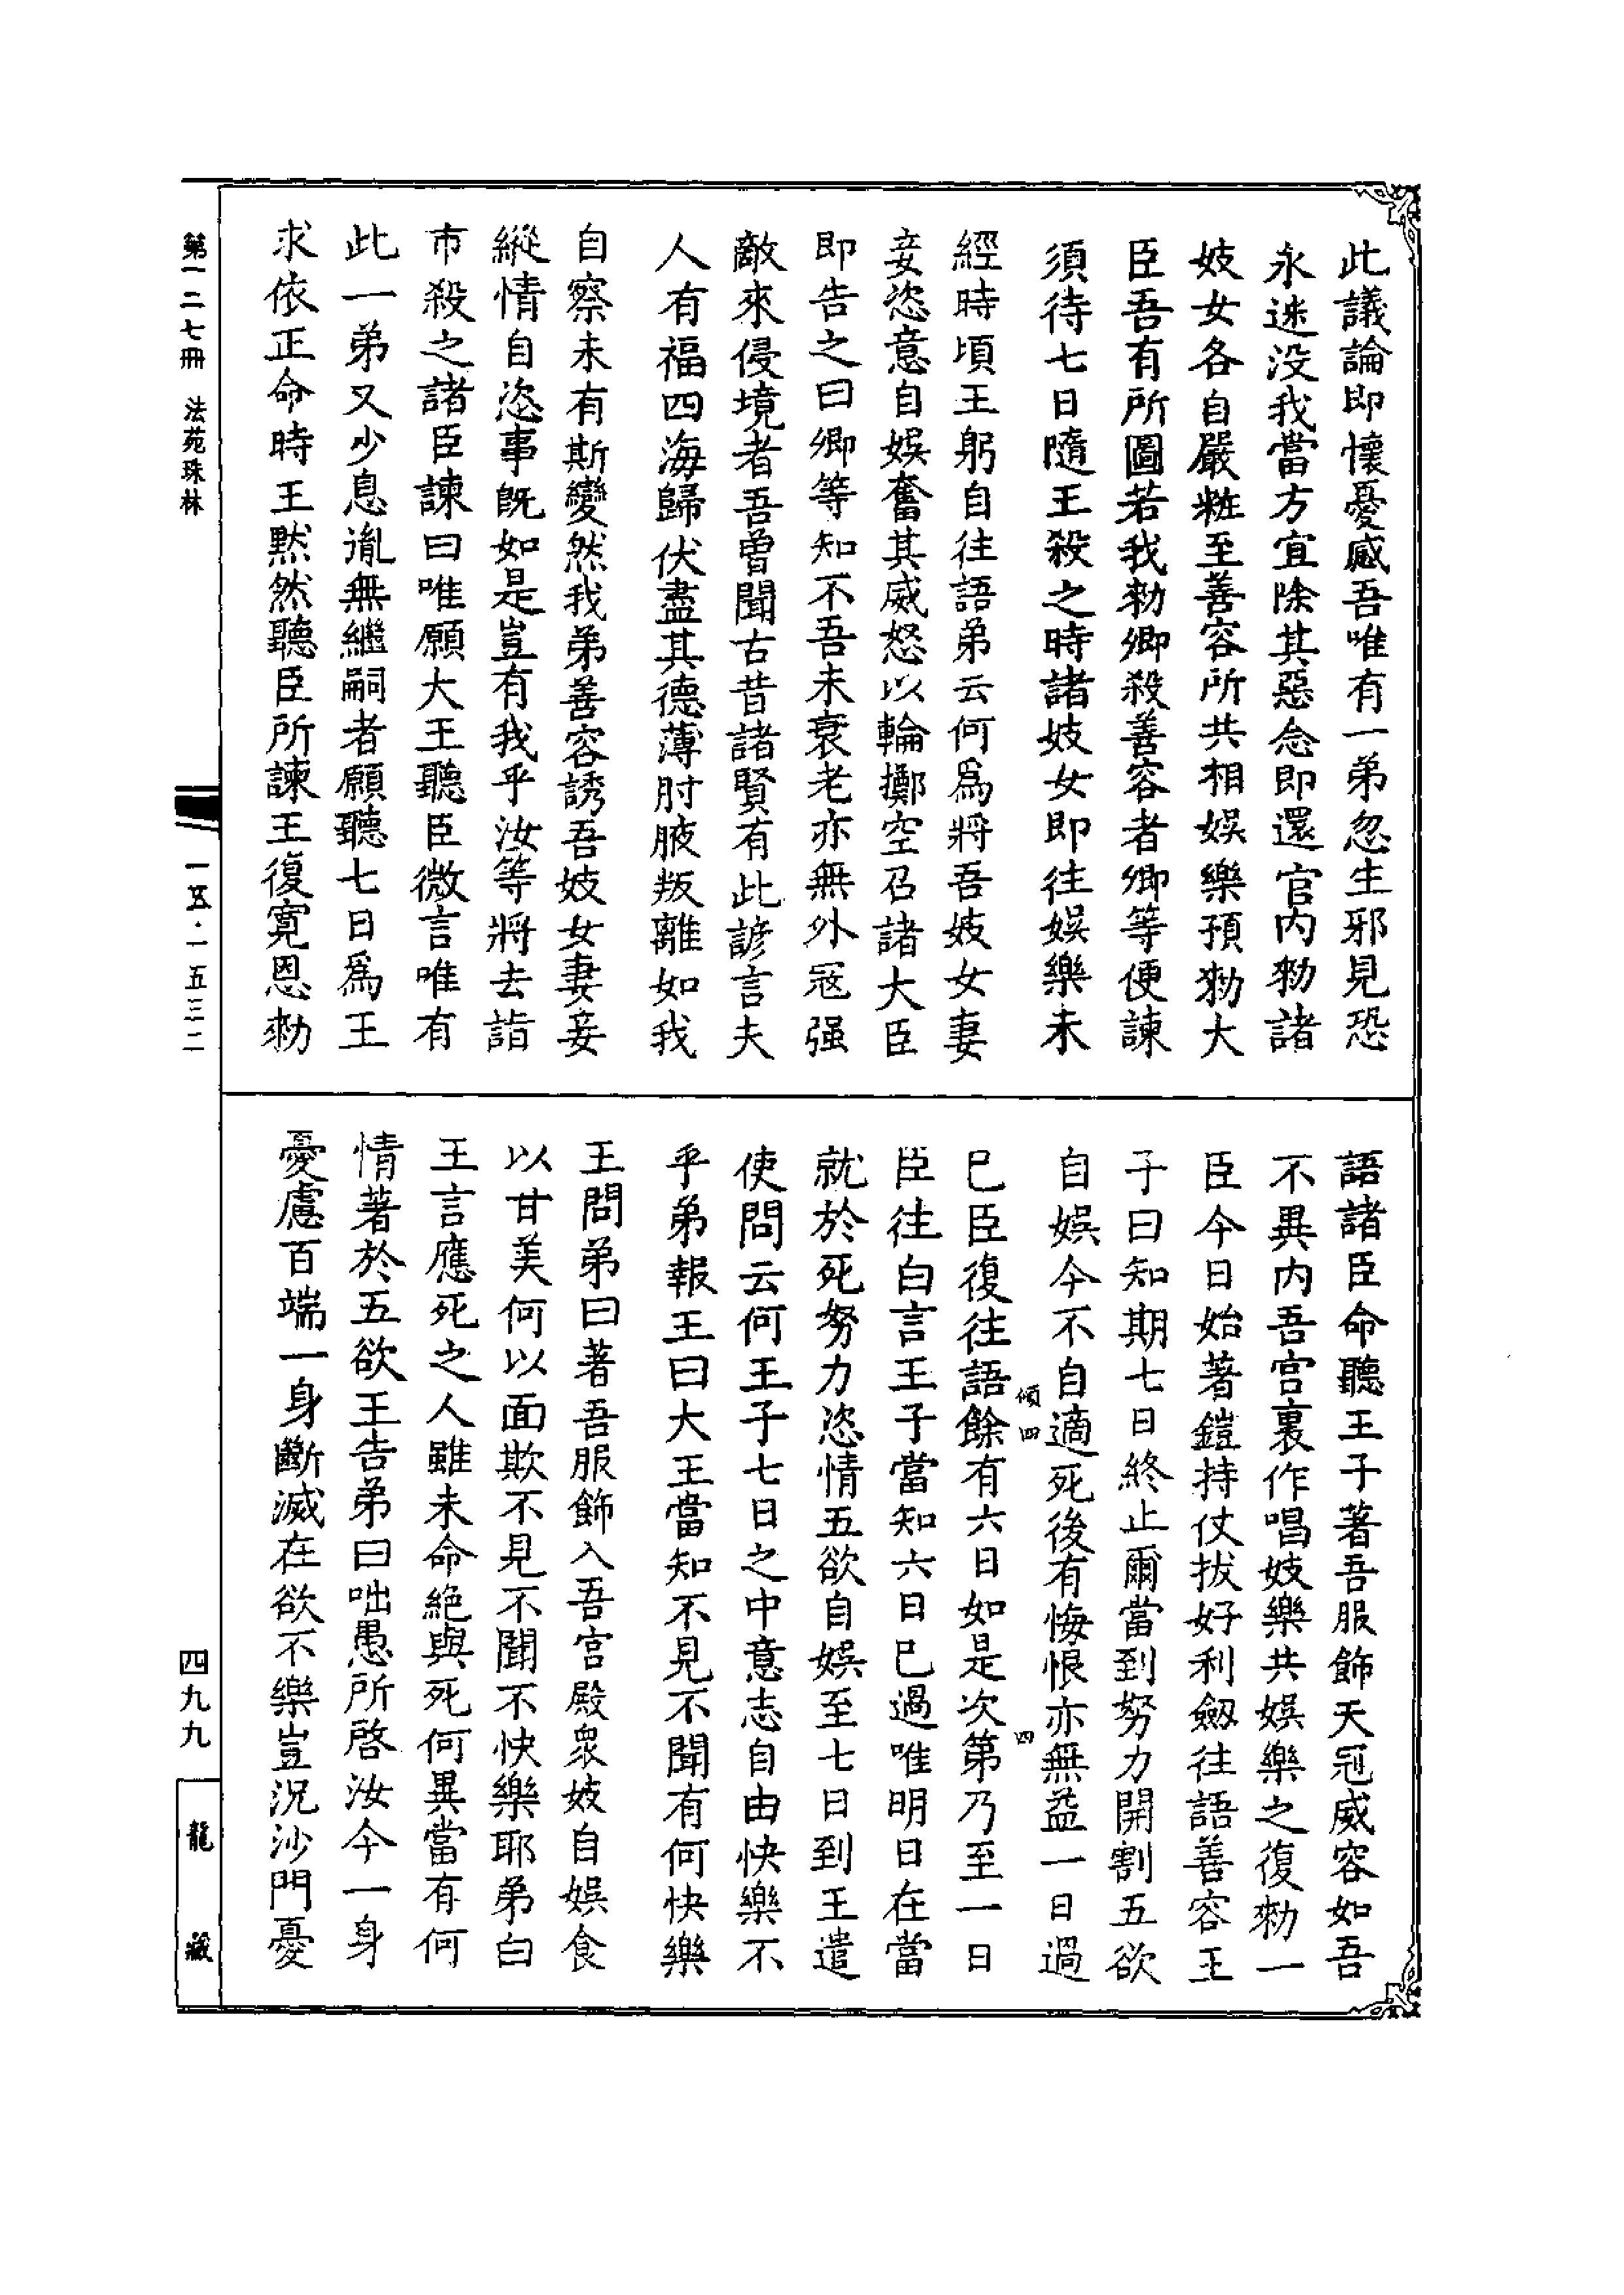 此議論即懷憂慼吾唯有一弟忽生邪見恐
永迷没我當方宜除其惡念即還官内勑諸
妓女各自嚴粧至善容所共相娱樂預勑大
臣吾有所圖若我勑卿殺善容者卿等便諫
須待七日隨王殺之時諸妓女即往娱樂未
經時頃王躬自往語弟云何爲將吾妓女妻
妾恣意自娱奮其威怒以輪擲空召諸大臣
即告之曰卿等知不吾未衰老亦無外冦强
敵來侵境者吾曾聞古昔諸賢有此諺言夫
人有福四海歸伏盡其德薄肘腋叛離如我
自察未有斯變然我弟善容誘吾妓女妻妾
縱情自恣事既如是豈有我乎汝等將去詣
市殺之諸臣諫曰唯願大王聽臣微言唯有
此一弟又少息胤無繼嗣者願聽七日爲王
求依正命時王黙然聽臣所諫王復寛恩勑
語諸臣命聽王子著吾服飾天冠威容如吾
不異内吾宫裏作唱妓樂共娱樂之復勑一
臣今日始著鎧持仗拔好利劔往語善容王
子曰知期七日終止爾當到努力開割五欲
自娱今不自適死後有悔恨亦無益一日過
傾四 四
巳臣復往語餘有六日如是次第乃至一日
臣往白言王子當知六日巳過唯明日在當
就於死努力恣情五欲自娱至七日到王遣
使問云何王子七日之中意志自由快樂不
乎弟報王曰大王當知不見不聞有何快樂
王問弟曰著吾服飾入吾宫殿衆妓自娱食
以甘美何以面欺不見不聞不快樂耶弟白
王言應死之人雖未命絶與死何異當有何
情著於五欲王告弟曰咄愚所啓汝今一身
憂慮百端一身斷滅在欲不樂豈況沙門憂
第一二七冊 法苑珠林
一五·一五三二
四九九
龍藏